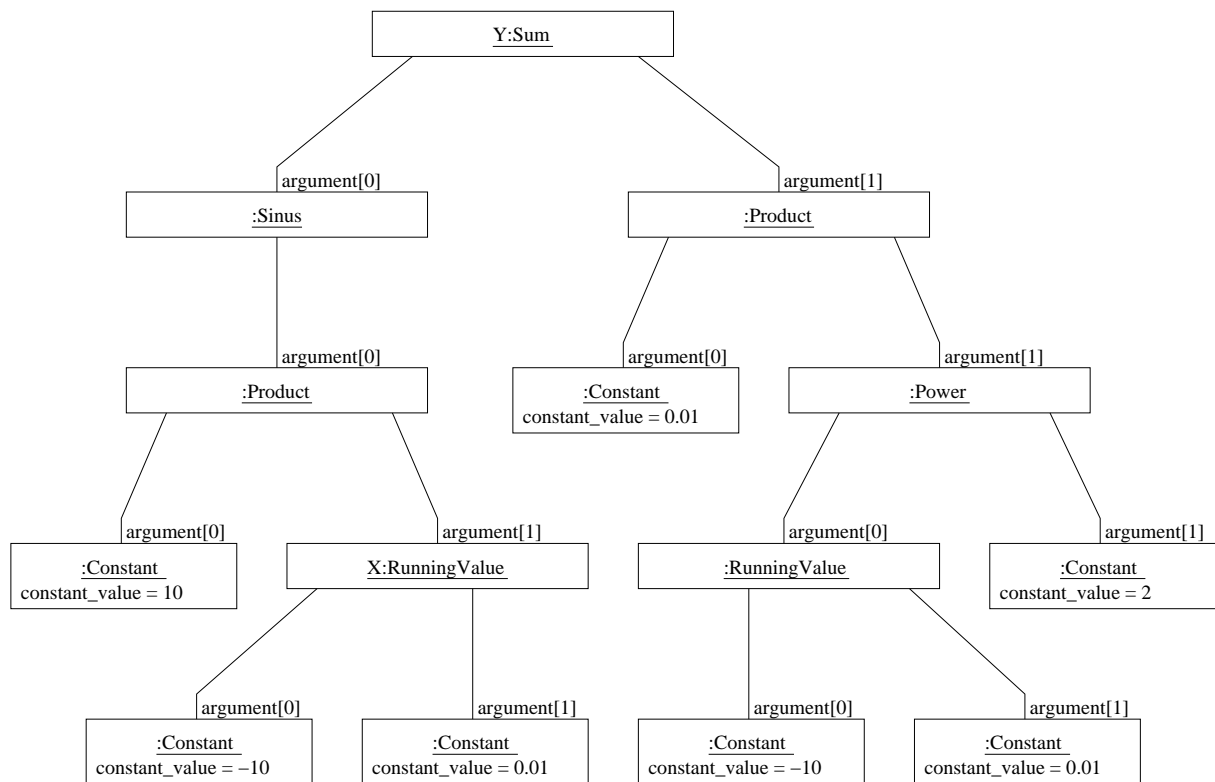 Y:Sum
argument[0]
argument[1]
:Sinus
:Product
argument[0]
argument[0]
argument[1]
:Product
:Constant
constant_value = 0.01
:Power
argument[0]
argument[1]
argument[0]
argument[1]
:Constant
constant_value = 10
X:RunningValue
:RunningValue
:Constant
constant_value = 2
argument[0]
argument[1]
argument[0]
argument[1]
:Constant
constant_value = −10
:Constant
constant_value = 0.01
:Constant
constant_value = −10
:Constant
constant_value = 0.01